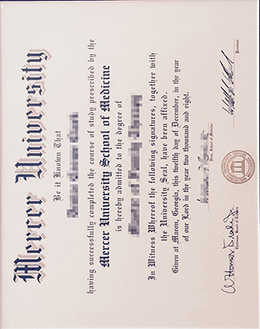 Mercer University
Be it Known That
having successfully completed the course of study prescribed by the
Mercer University School of Medicine
is hereby admitted to the degree of
In Witness Whereof the following signatures, together with
the University Seal, have been affixed.
Given at Macon, Georgia, this twelfth day of December, in the year
of our Lord in the year two thousand and eight.
President